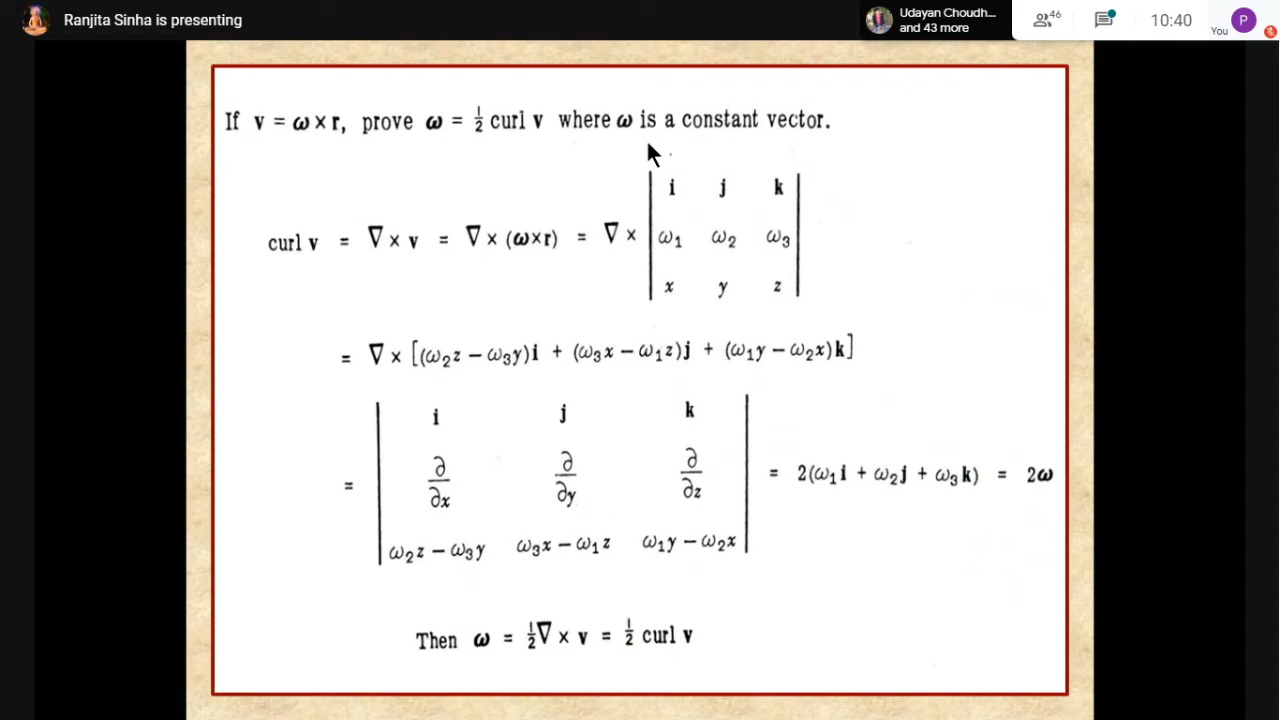 Ranjita Sinha is presenting
Udayan Choudh...
and 43 more
46
10:40
You
P
If v = ω × r, prove ω = ½ curl v where ω is a constant vector.
i j k
curl v = ∇ × v = ∇ × (ω × r) = ∇ × | ω₁ ω₂ ω₃ |
x y z
= ∇ × [(ω₂z − ω₃y)i + (ω₃x − ω₁z)j + (ω₁y − ω₂x)k]
i j k
= | ∂/∂x ∂/∂y ∂/∂z | = 2(ω₁i + ω₂j + ω₃k) = 2ω
ω₂z − ω₃y ω₃x − ω₁z ω₁y − ω₂x
Then ω = ½∇ × v = ½ curl v